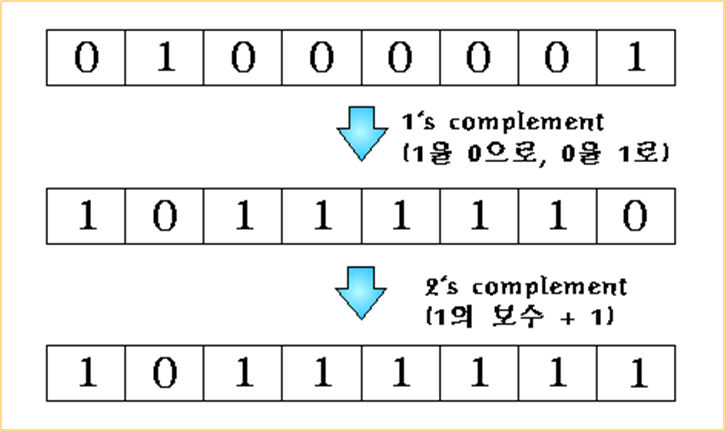 0 1 0 0 0 0 0 1
1's complement
(1을 0으로, 0을 1로)
1 0 1 1 1 1 1 0
2's complement
(1의 보수 + 1)
1 0 1 1 1 1 1 1